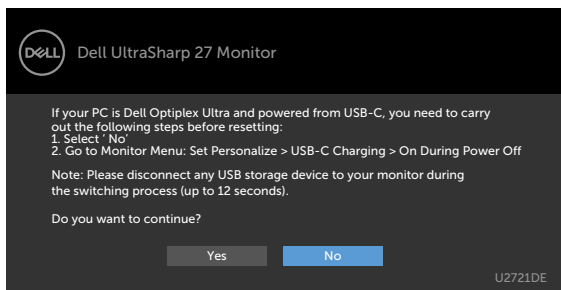 DELL
Dell UltraSharp 27 Monitor
If your PC is Dell Optiplex Ultra and powered from USB-C, you need to carry
out the following steps before resetting:
1. Select ‘ No’
2. Go to Monitor Menu: Set Personalize > USB-C Charging > On During Power Off
Note: Please disconnect any USB storage device to your monitor during
the switching process (up to 12 seconds).
Do you want to continue?
Yes
No
U2721DE